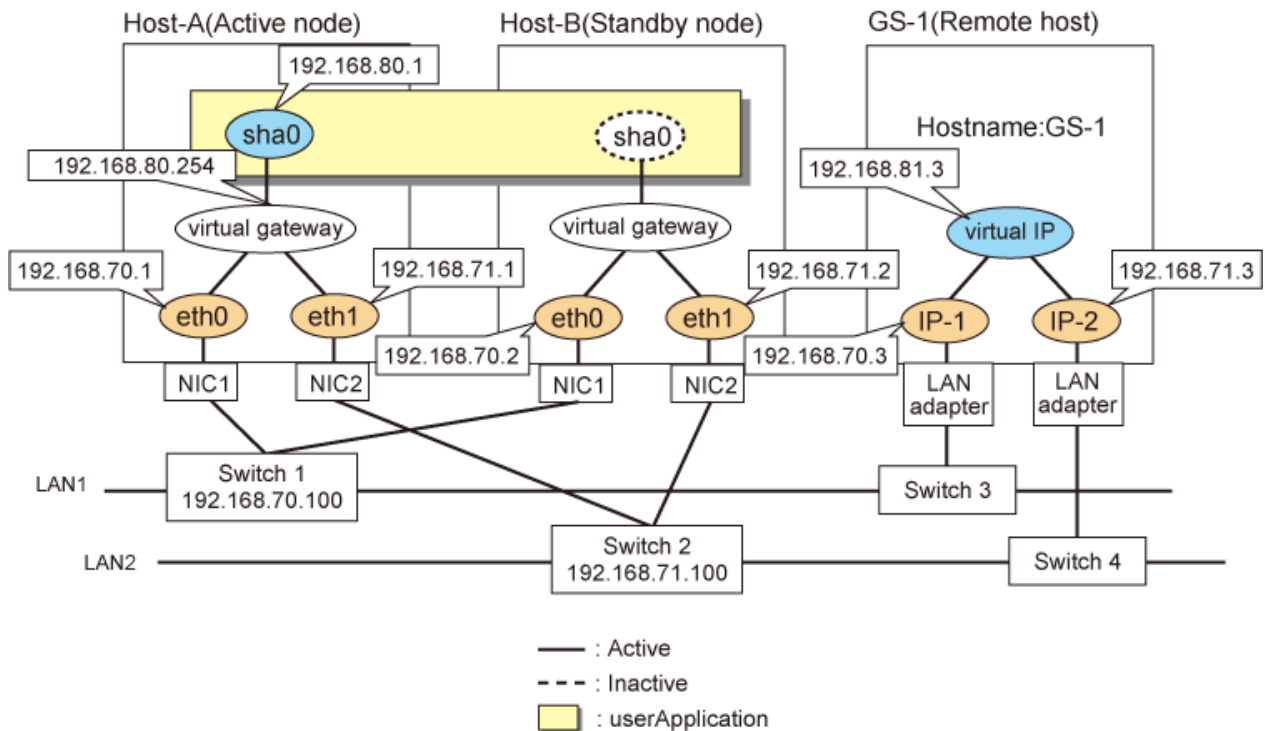 Host-A(Active node)
Host-B(Standby node)
GS-1(Remote host)
192.168.80.1
sha0
sha0
Hostname:GS-1
192.168.80.254
192.168.81.3
virtual gateway
virtual gateway
virtual IP
192.168.70.1
192.168.71.1
192.168.71.2
192.168.71.3
eth0
eth1
eth0
eth1
IP-1
IP-2
192.168.70.2
192.168.70.3
NIC1
NIC2
NIC1
NIC2
LAN
adapter
LAN
adapter
LAN1
Switch 1
192.168.70.100
Switch 3
LAN2
Switch 2
192.168.71.100
Switch 4
: Active
: Inactive
: userApplication